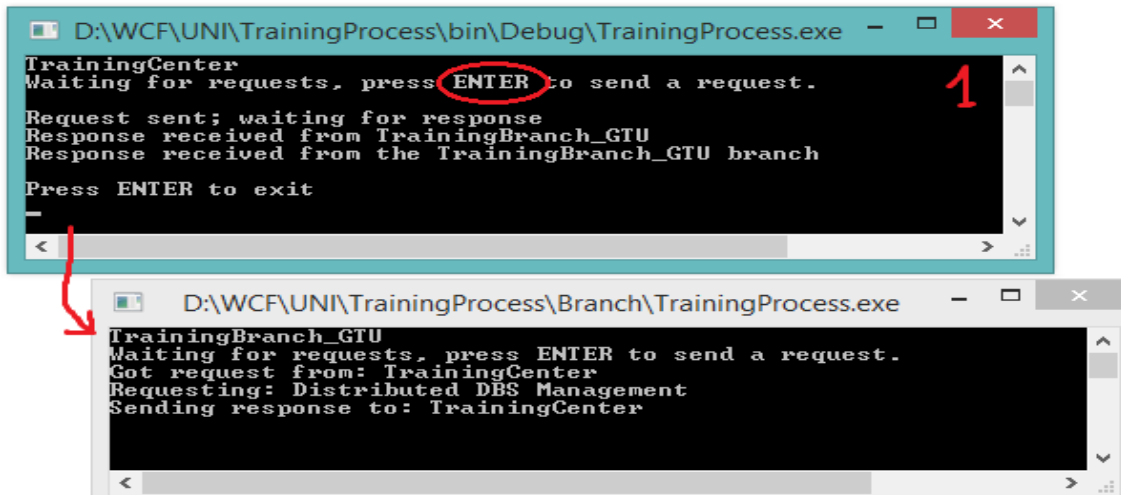 D:\WCF\UNI\TrainingProcess\bin\Debug\TrainingProcess.exe
TrainingCenter
Waiting for requests, press ENTER to send a request.
1
Request sent; waiting for response
Response received from TrainingBranch_GTU
Response received from the TrainingBranch_GTU branch
Press ENTER to exit
D:\WCF\UNI\TrainingProcess\Branch\TrainingProcess.exe
TrainingBranch_GTU
Waiting for requests, press ENTER to send a request.
Got request from: TrainingCenter
Requesting: Distributed DBS Management
Sending response to: TrainingCenter